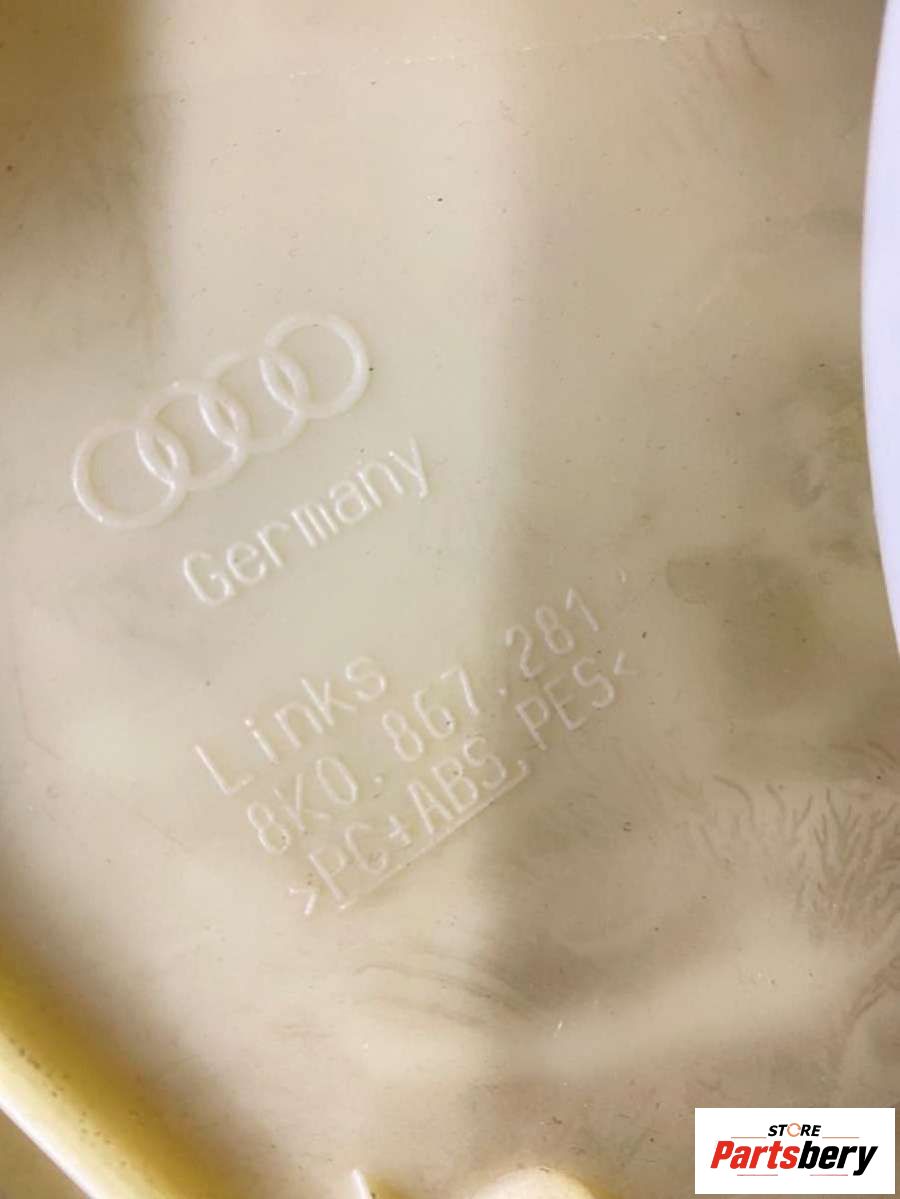 Germany
Links
8K0.867.281
>PC+ABS.PES<
STORE
Partsbery